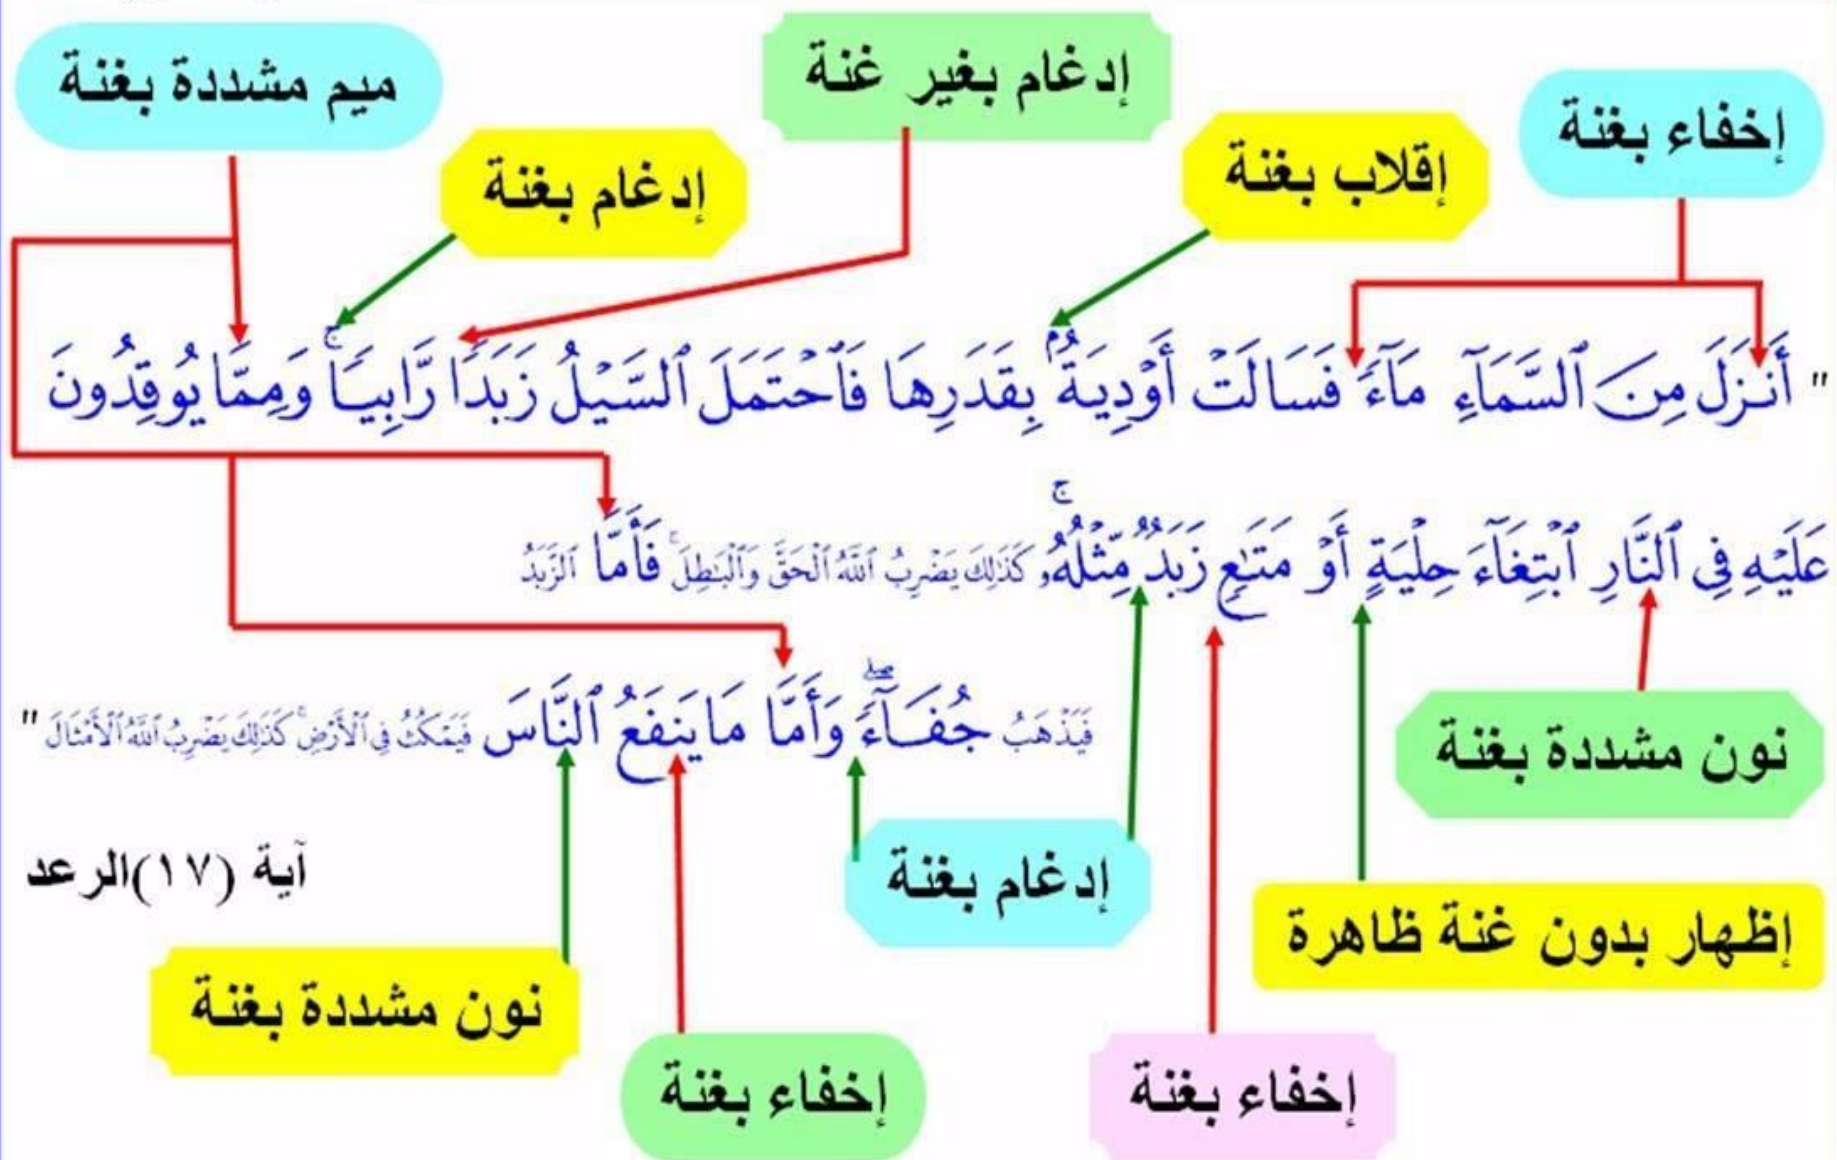 ميم مشددة بغنة
إدغام بغير غنة
إخفاء بغنة
إدغام بغنة
إقلاب بغنة
" أَنزَلَ مِنَ ٱلسَّمَآءِ مَآءً فَسَالَتْ أَوْدِيَةٌۢ بِقَدَرِهَا فَٱحْتَمَلَ ٱلسَّيْلُ زَبَدًا رَّابِيًا ۚ وَمِمَّا يُوقِدُونَ
عَلَيْهِ فِى ٱلنَّارِ ٱبْتِغَآءَ حِلْيَةٍ أَوْ مَتَٰعٍ زَبَدٌ مِّثْلُهُۥ ۚ كَذَٰلِكَ يَضْرِبُ ٱللَّهُ ٱلْحَقَّ وَٱلْبَٰطِلَ ۚ فَأَمَّا ٱلزَّبَدُ
فَيَذْهَبُ جُفَآءً ۖ وَأَمَّا مَا يَنفَعُ ٱلنَّاسَ فَيَمْكُثُ فِى ٱلْأَرْضِ ۚ كَذَٰلِكَ يَضْرِبُ ٱللَّهُ ٱلْأَمْثَالَ "
نون مشددة بغنة
إدغام بغنة
آية (١٧)الرعد
إظهار بدون غنة ظاهرة
نون مشددة بغنة
إخفاء بغنة
إخفاء بغنة